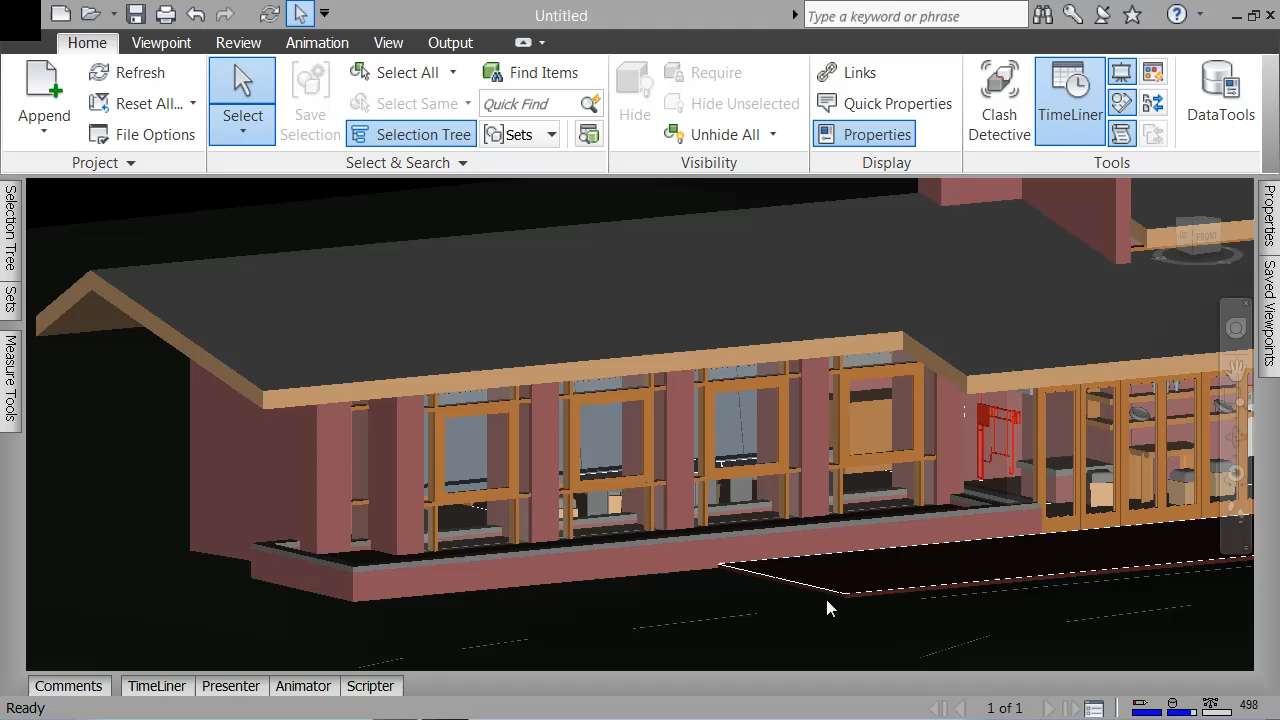 Untitled
Type a keyword or phrase
Home Viewpoint Review Animation View Output
Append
Refresh
Reset All...
File Options
Project
Select
Save Selection
Select All
Select Same
Selection Tree
Find Items
Quick Find
Sets
Select & Search
Hide
Require
Hide Unselected
Unhide All
Visibility
Links
Quick Properties
Properties
Display
Clash Detective
TimeLiner
DataTools
Tools
Selection Tree
Sets
Measure Tools
Properties
Saved Viewpoints
FRONT
Comments TimeLiner Presenter Animator Scripter
Ready
1 of 1
498